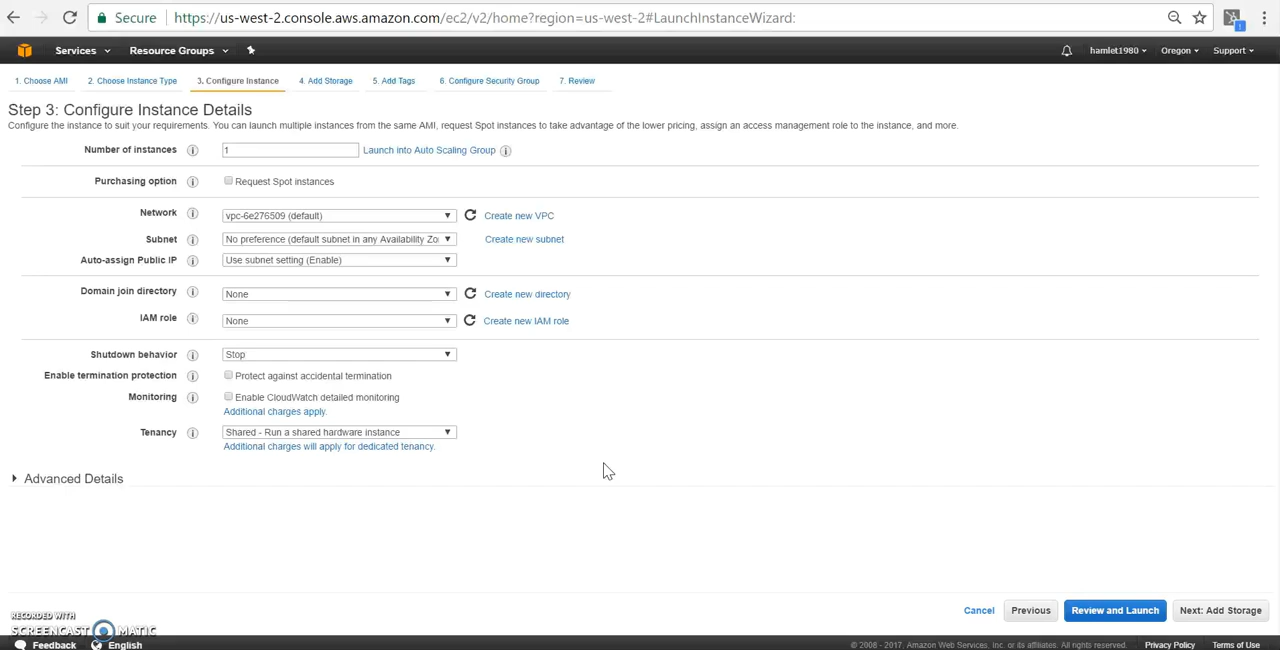 Secure https://us-west-2.console.aws.amazon.com/ec2/v2/home?region=us-west-2#LaunchInstanceWizard:
1
Services Resource Groups hamlet1980 Oregon Support
1. Choose AMI 2. Choose Instance Type 3. Configure Instance 4. Add Storage 5. Add Tags 6. Configure Security Group 7. Review
Step 3: Configure Instance Details
Configure the instance to suit your requirements. You can launch multiple instances from the same AMI, request Spot instances to take advantage of the lower pricing, assign an access management role to the instance, and more.
Number of instances 1 Launch into Auto Scaling Group
Purchasing option Request Spot instances
Network vpc-6e276509 (default) Create new VPC
Subnet No preference (default subnet in any Availability Zo Create new subnet
Auto-assign Public IP Use subnet setting (Enable)
Domain join directory None Create new directory
IAM role None Create new IAM role
Shutdown behavior Stop
Enable termination protection Protect against accidental termination
Monitoring Enable CloudWatch detailed monitoring
Additional charges apply.
Tenancy Shared - Run a shared hardware instance
Additional charges will apply for dedicated tenancy.
Advanced Details
Cancel Previous Review and Launch Next: Add Storage
RECORDED WITH
SCREENCAST MATIC
Feedback English © 2008 - 2017, Amazon Web Services, Inc. or its affiliates. All rights reserved. Privacy Policy Terms of Use